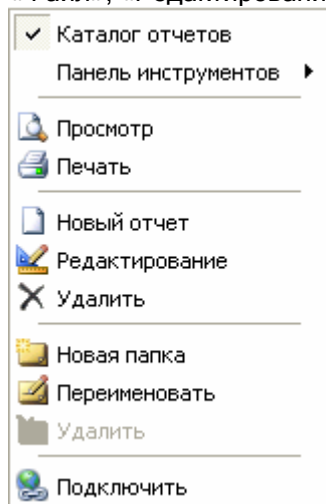 Каталог отчетов
Панель инструментов
Просмотр
Печать
Новый отчет
Редактирование
Удалить
Новая папка
Переименовать
Удалить
Подключить